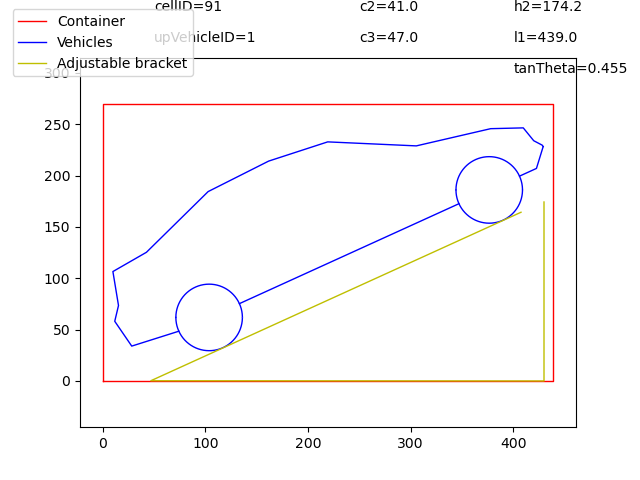 cellID=91 c2=41.0 h2=174.2
Container
upVehicleID=1 c3=47.0 l1=439.0
Vehicles
Adjustable bracket
tanTheta=0.455
300
250
200
150
100
50
0
0 100 200 300 400